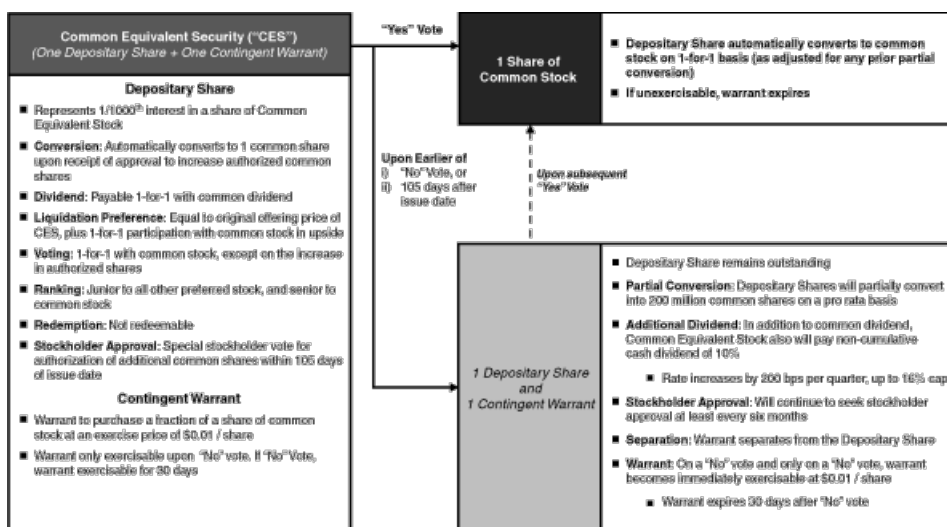 Common Equivalent Security ("CES")
(One Depositary Share + One Contingent Warrant)
Depositary Share
■ Represents 1/1000th interest in a share of Common
Equivalent Stock
■ Conversion: Automatically converts to 1 common share
upon receipt of approval to increase authorized common
shares
■ Dividend: Payable 1-for-1 with common dividend
■ Liquidation Preference: Equal to original offering price of
CES, plus 1-for-1 participation with common stock in upside
■ Voting: 1-for-1 with common stock, except on the increase
in authorized shares
■ Ranking: Junior to all other preferred stock, and senior to
common stock
■ Redemption: Not redeemable
■ Stockholder Approval: Special stockholder vote for
authorization of additional common shares within 105 days
of issue date
Contingent Warrant
■ Warrant to purchase a fraction of a share of common
stock at an exercise price of $0.01 / share
■ Warrant only exercisable upon "No" vote. If "No" Vote,
warrant exercisable for 30 days
"Yes" Vote
Upon Earlier of
i) "No" Vote, or
ii) 105 days after
issue date
1 Share of
Common Stock
■ Depositary Share automatically converts to common
stock on 1-for-1 basis (as adjusted for any prior partial
conversion)
■ If unexercisable, warrant expires
Upon subsequent
"Yes" Vote
1 Depositary Share
and
1 Contingent Warrant
■ Depositary Share remains outstanding
■ Partial Conversion: Depositary Shares will partially convert
into 200 million common shares on a pro rata basis
■ Additional Dividend: In addition to common dividend,
Common Equivalent Stock also will pay non-cumulative
cash dividend of 10%
■ Rate increases by 200 bps per quarter, up to 16% cap
■ Stockholder Approval: Will continue to seek stockholder
approval at least every six months
■ Separation: Warrant separates from the Depositary Share
■ Warrant: On a "No" vote and only on a "No" vote, warrant
becomes immediately exercisable at $0.01 / share
■ Warrant expires 30 days after "No" vote